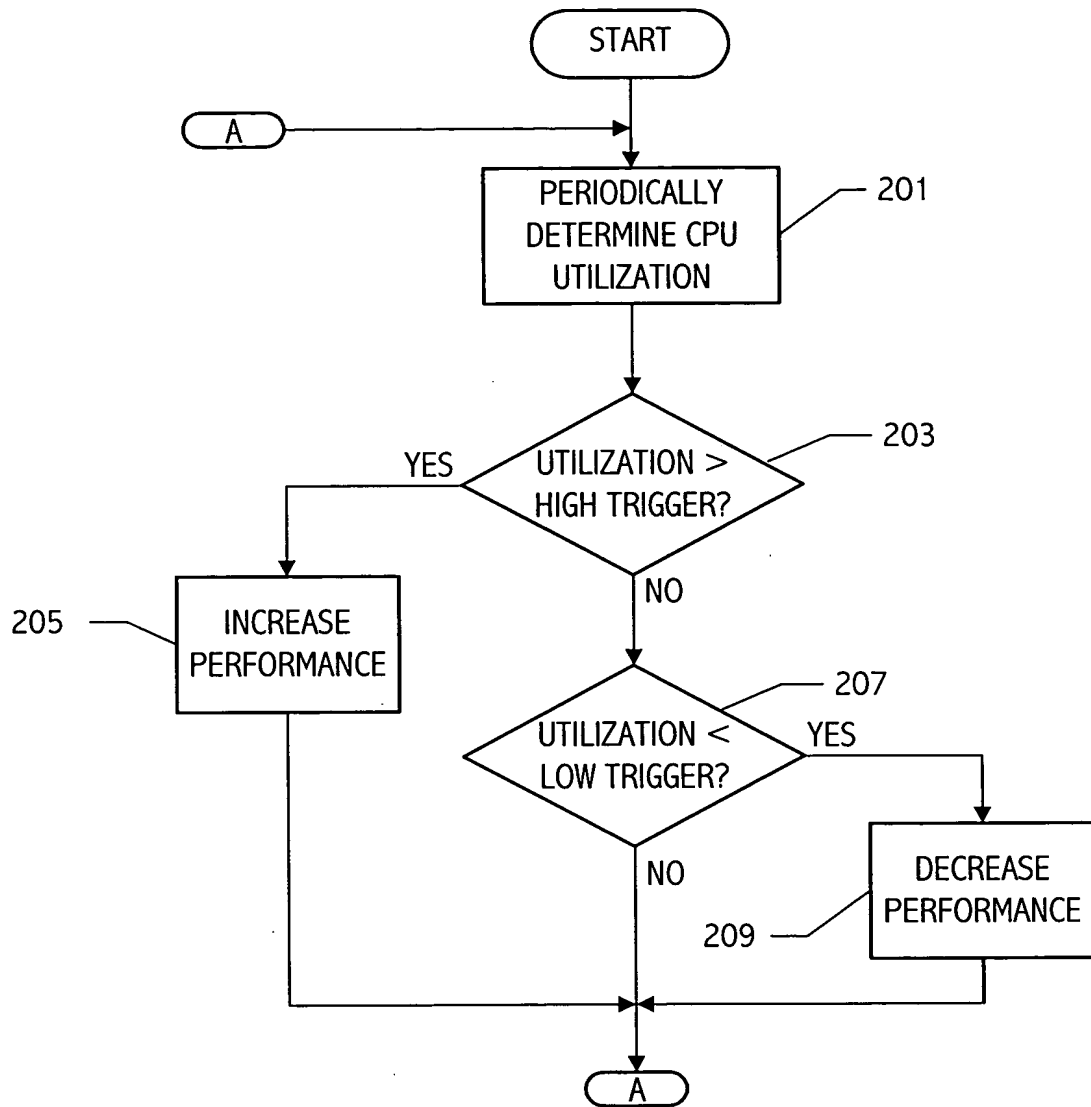 START
A
PERIODICALLY
DETERMINE CPU
UTILIZATION
201
UTILIZATION >
HIGH TRIGGER?
203
YES
NO
205
INCREASE
PERFORMANCE
UTILIZATION <
LOW TRIGGER?
207
YES
NO
DECREASE
PERFORMANCE
209
A